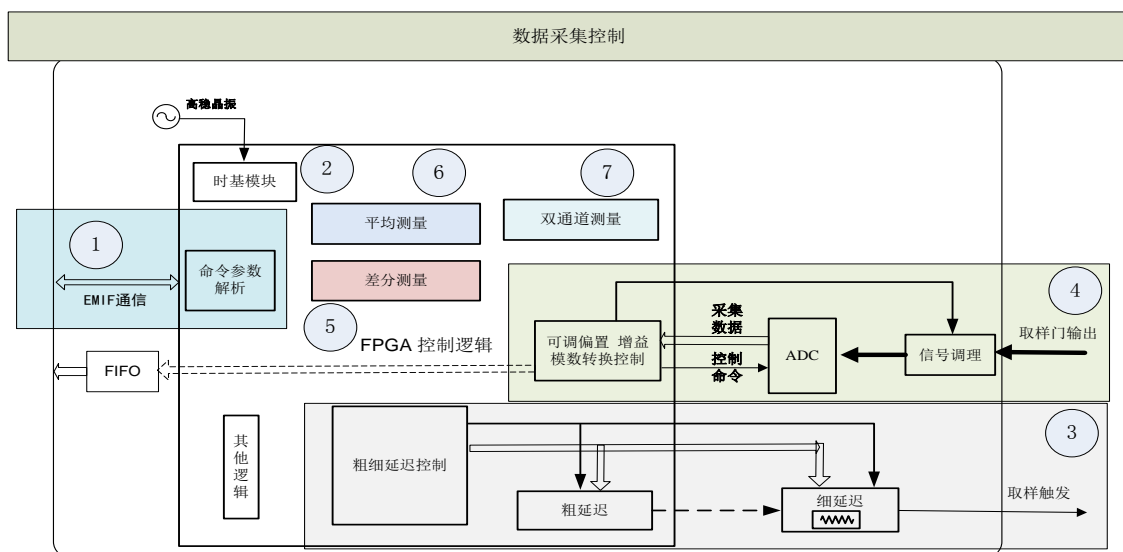 数据采集控制
高稳晶振
时基模块
2
6
7
平均测量
双通道测量
1
命令参数
解析
EMIF通信
差分测量
5
FPGA 控制逻辑
4
采集
数据
取样门输出
可调偏置 增益
模数转换控制
ADC
信号调理
控制
命令
FIFO
3
其
他
逻
辑
粗细延迟控制
粗延迟
细延迟
取样触发